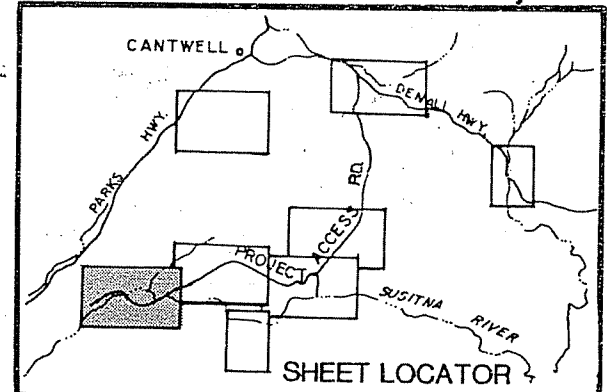 CANTWELL
PARKS HWY.
DENALI HWY.
PROJECT ACCESS RD.
SUSITNA RIVER
SHEET LOCATOR